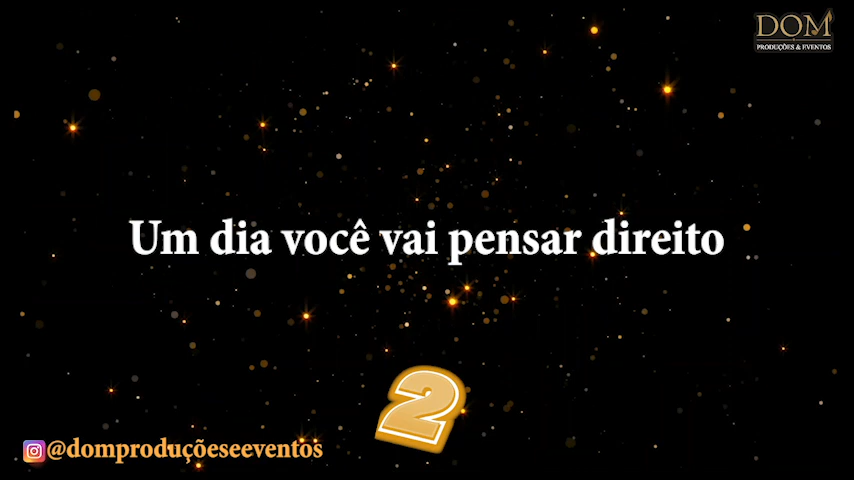 DOM
PRODUÇÕES & EVENTOS
Um dia você vai pensar direito
2
@domproduçõeseeventos